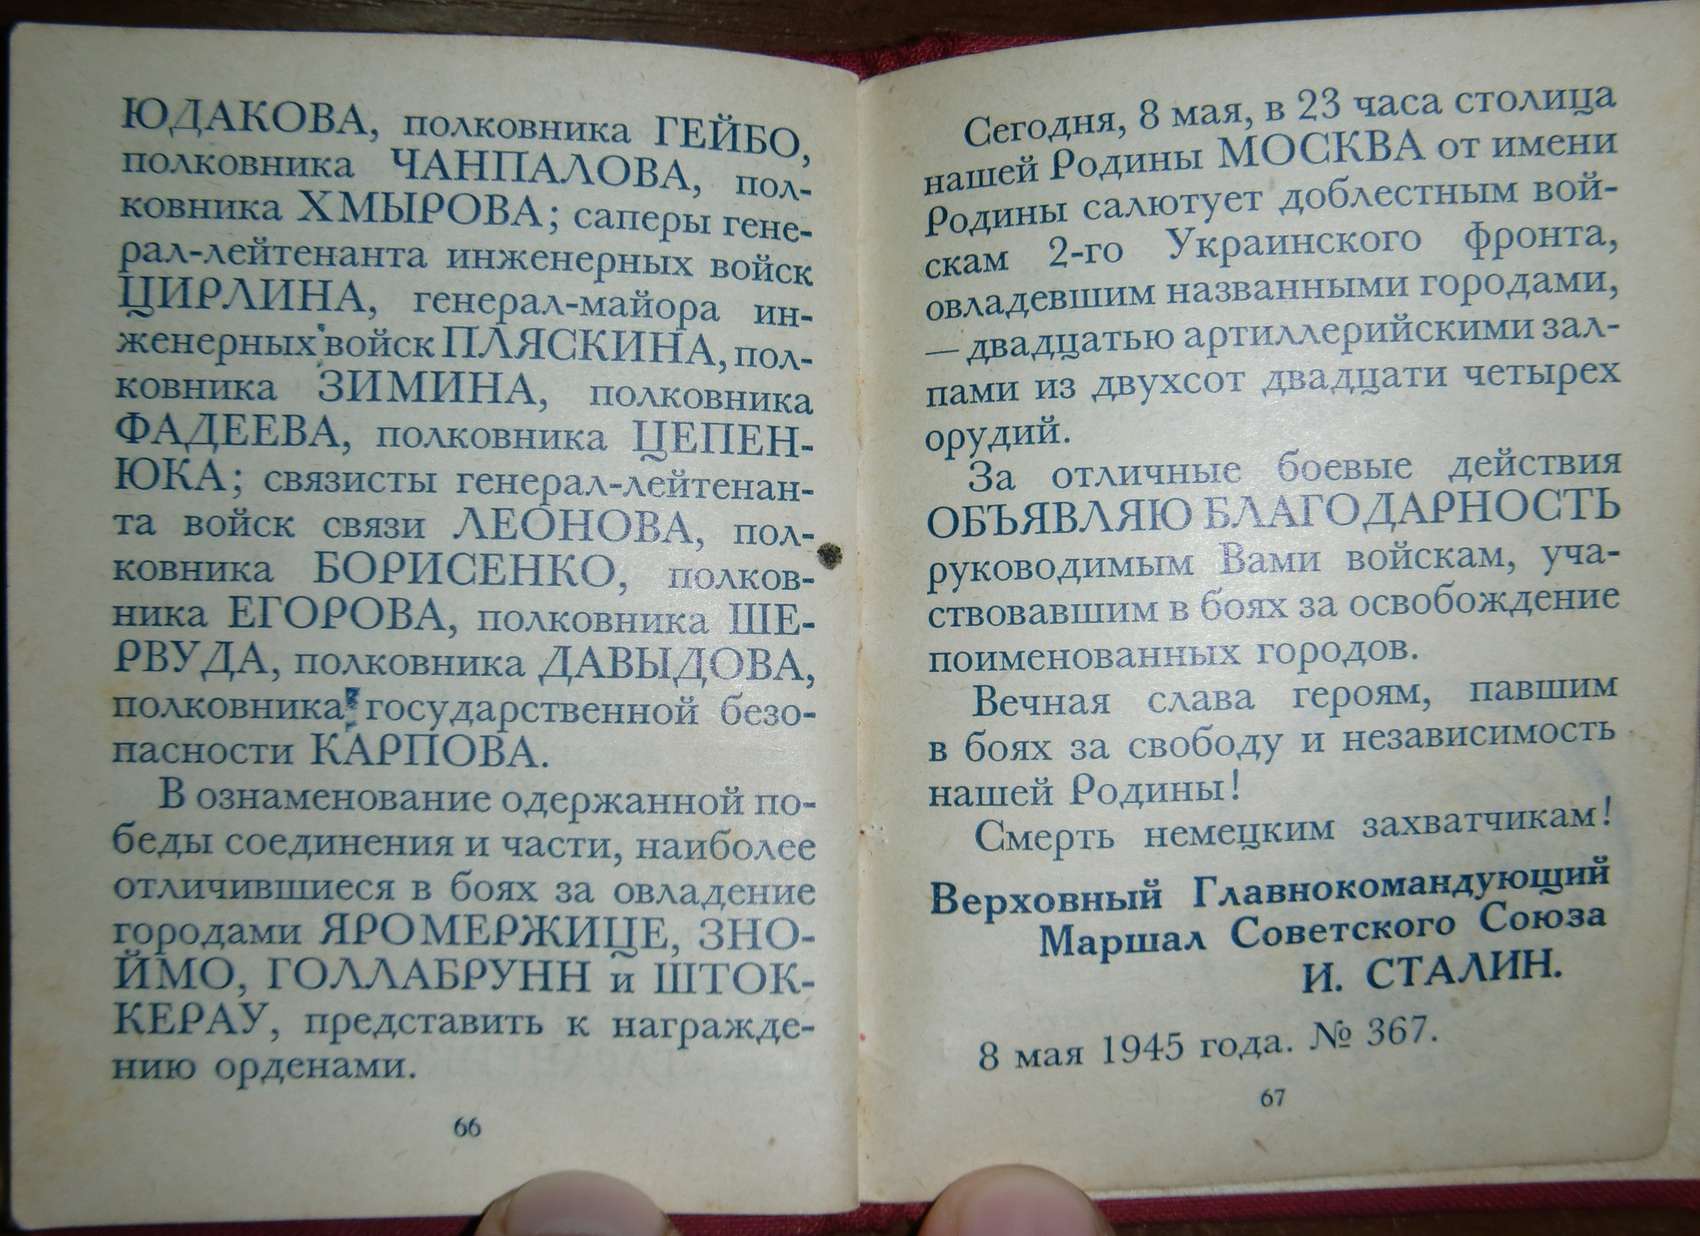 ЮДАКОВА, полковника ГЕЙБО,
полковника ЧАНПАЛОВА, пол-
ковника ХМЫРОВА; саперы гене-
рал-лейтенанта инженерных войск
ЦИРЛИНА, генерал-майора ин-
женерных войск ПЛЯСКИНА, пол-
ковника ЗИМИНА, полковника
ФАДЕЕВА, полковника ЦЕПЕН-
ЮКА; связисты генерал-лейтенан-
та войск связи ЛЕОНОВА, пол-
ковника БОРИСЕНКО, полков-
ника ЕГОРОВА, полковника ШЕ-
РВУДА, полковника ДАВЫДОВА,
полковника государственной безо-
пасности КАРПОВА.
В ознаменование одержанной по-
беды соединения и части, наиболее
отличившиеся в боях за овладение
городами ЯРОМЕРЖИЦЕ, ЗНО-
ЙМО, ГОЛЛАБРУНН и ШТОК-
КЕРАУ, представить к награжде-
нию орденами.
66
Сегодня, 8 мая, в 23 часа столица
нашей Родины МОСКВА от имени
Родины салютует доблестным вой-
скам 2-го Украинского фронта,
овладевшим названными городами,
— двадцатью артиллерийскими зал-
пами из двухсот двадцати четырех
орудий.
За отличные боевые действия
ОБЪЯВЛЯЮ БЛАГОДАРНОСТЬ
руководимым Вами войскам, уча-
ствовавшим в боях за освобождение
поименованных городов.
Вечная слава героям, павшим
в боях за свободу и независимость
нашей Родины!
Смерть немецким захватчикам!
Верховный Главнокомандующий
Маршал Советского Союза
И. СТАЛИН.
8 мая 1945 года. № 367.
67